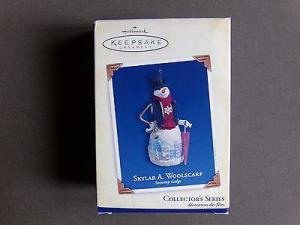 Hallmark
KEEPSAKE
ORNAMENT
SKYLAR A. WOOLSCARF
Snowtop Lodge
COLLECTOR'S SERIES